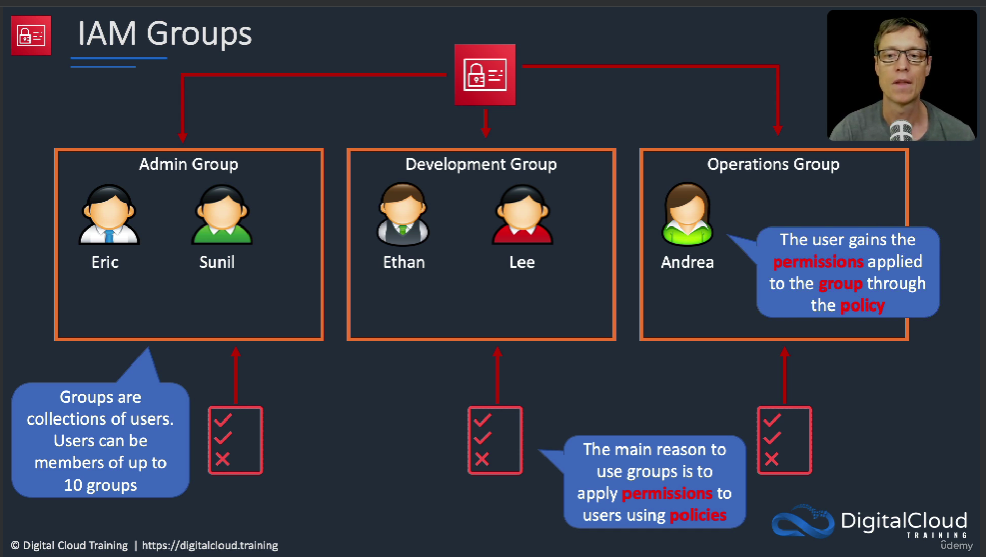 IAM Groups
Admin Group
Eric
Sunil
Development Group
Ethan
Lee
Operations Group
Andrea
The user gains the
permissions applied
to the group through
the policy
Groups are
collections of users.
Users can be
members of up to
10 groups
The main reason to
use groups is to
apply permissions to
users using policies
DigitalCloud
TRAINING
© Digital Cloud Training | https://digitalcloud.training
ûdemy